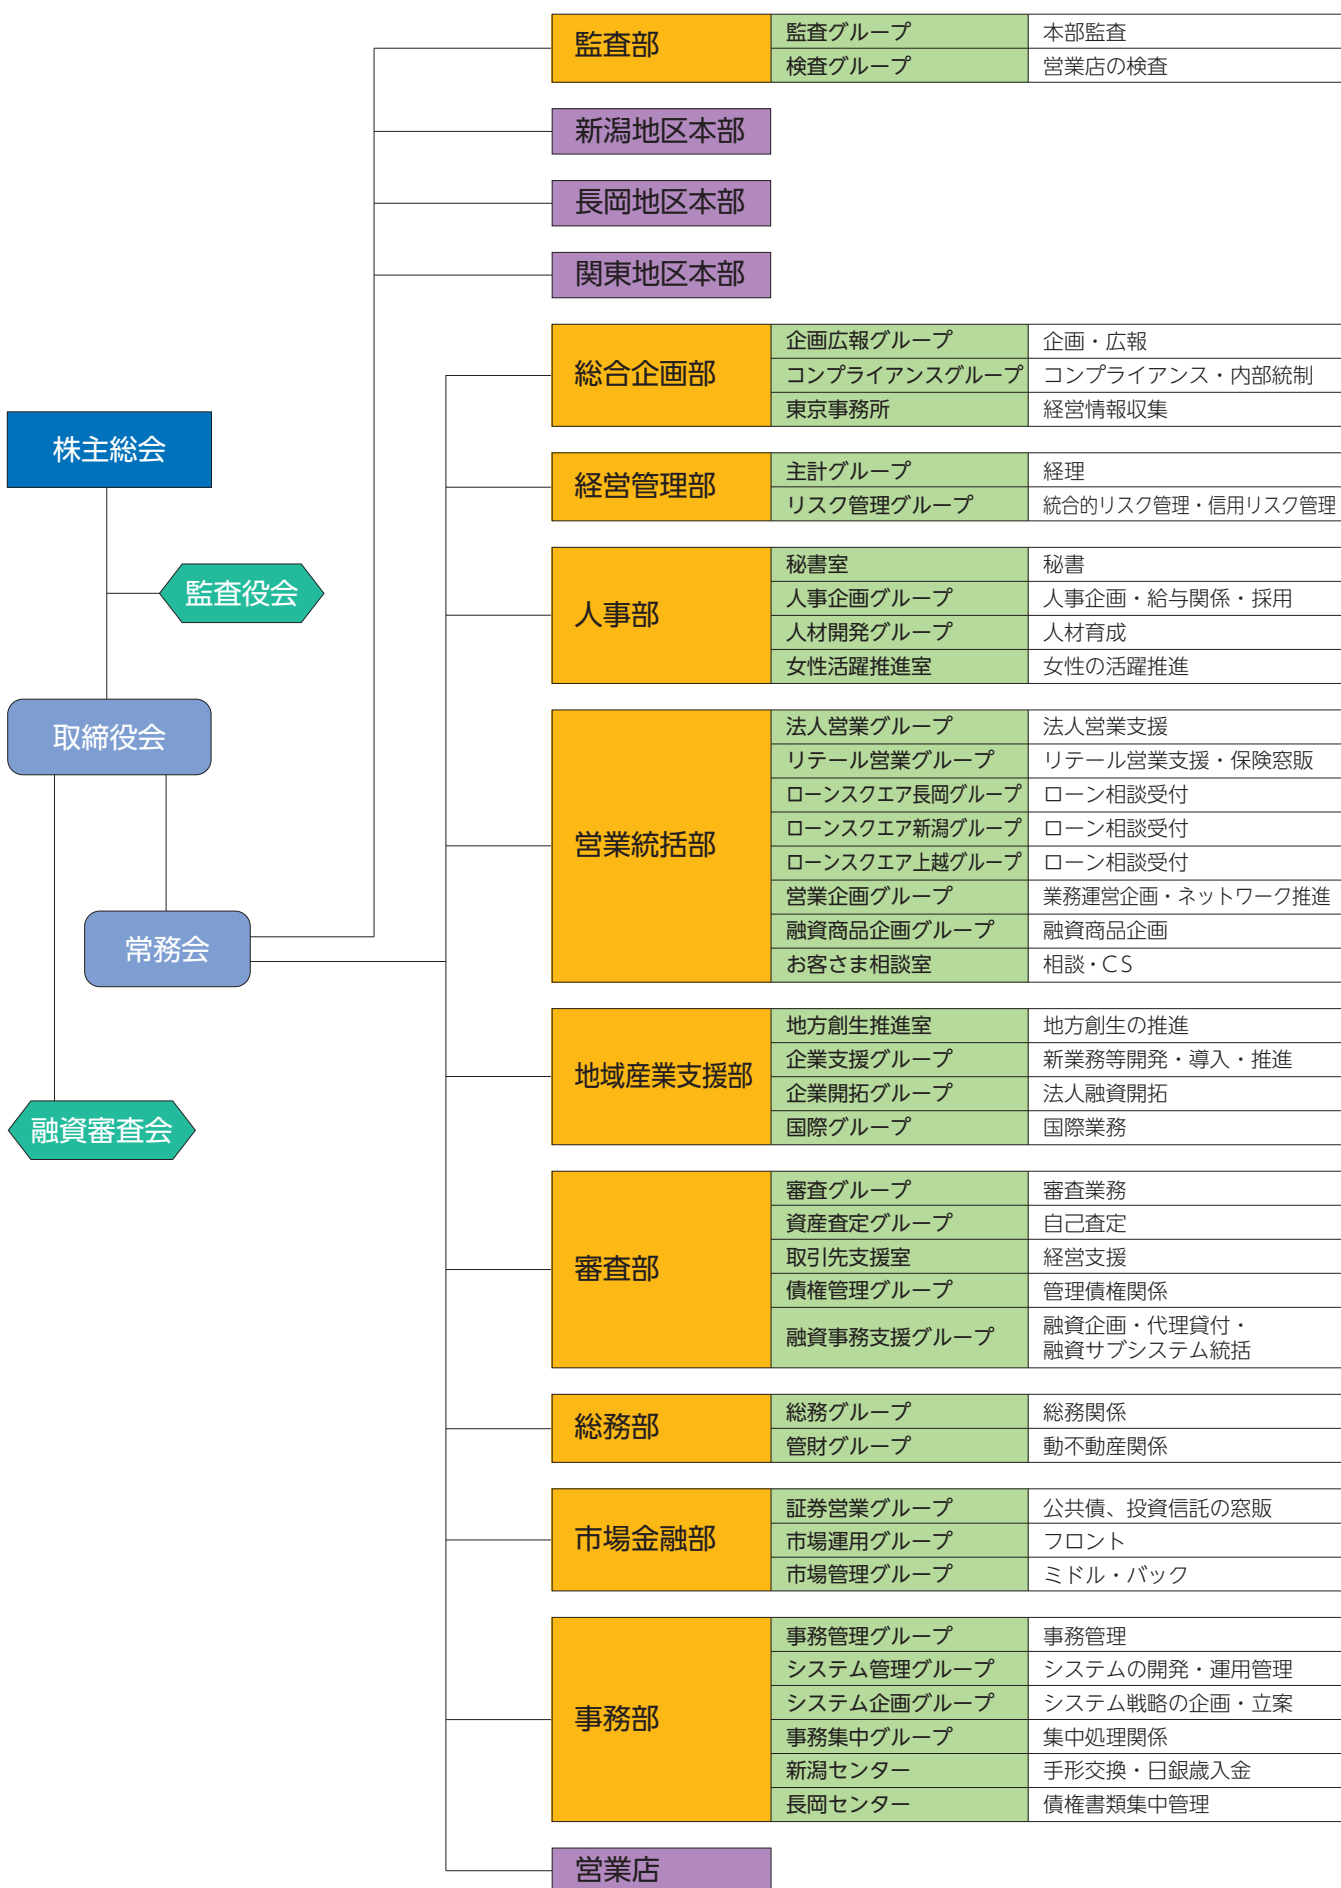 株主総会
監査役会
取締役会
常務会
融資審査会
監査部
監査グループ 本部監査
検査グループ 営業店の検査
新潟地区本部
長岡地区本部
関東地区本部
総合企画部
企画広報グループ 企画・広報
コンプライアンスグループ コンプライアンス・内部統制
東京事務所 経営情報収集
経営管理部
主計グループ 経理
リスク管理グループ 統合的リスク管理・信用リスク管理
人事部
秘書室 秘書
人事企画グループ 人事企画・給与関係・採用
人材開発グループ 人材育成
女性活躍推進室 女性の活躍推進
営業統括部
法人営業グループ 法人営業支援
リテール営業グループ リテール営業支援・保険窓販
ローンスクエア長岡グループ ローン相談受付
ローンスクエア新潟グループ ローン相談受付
ローンスクエア上越グループ ローン相談受付
営業企画グループ 業務運営企画・ネットワーク推進
融資商品企画グループ 融資商品企画
お客さま相談室 相談・CS
地域産業支援部
地方創生推進室 地方創生の推進
企業支援グループ 新業務等開発・導入・推進
企業開拓グループ 法人融資開拓
国際グループ 国際業務
審査部
審査グループ 審査業務
資産査定グループ 自己査定
取引先支援室 経営支援
債権管理グループ 管理債権関係
融資事務支援グループ 融資企画・代理貸付・
融資サブシステム統括
総務部
総務グループ 総務関係
管財グループ 動不動産関係
市場金融部
証券営業グループ 公共債、投資信託の窓販
市場運用グループ フロント
市場管理グループ ミドル・バック
事務部
事務管理グループ 事務管理
システム管理グループ システムの開発・運用管理
システム企画グループ システム戦略の企画・立案
事務集中グループ 集中処理関係
新潟センター 手形交換・日銀歳入金
長岡センター 債権書類集中管理
営業店